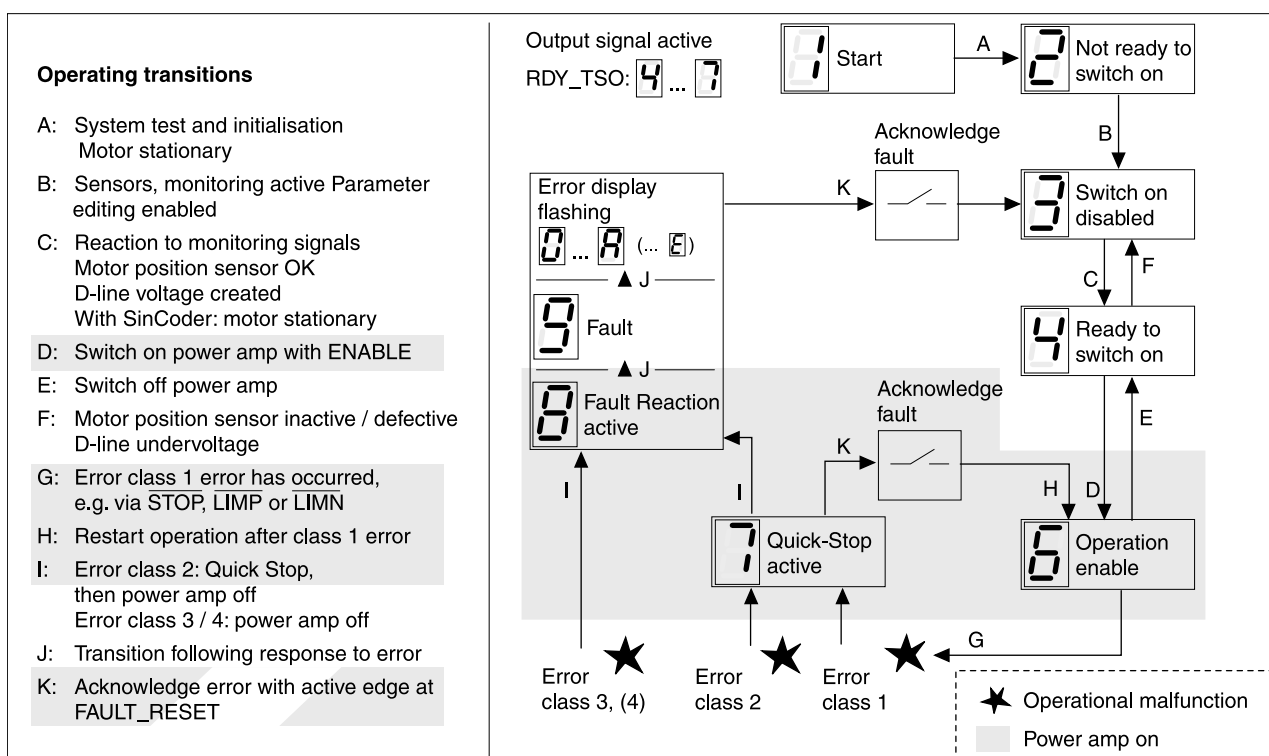 Operating transitions
A: System test and initialisation
Motor stationary
B: Sensors, monitoring active Parameter
editing enabled
C: Reaction to monitoring signals
Motor position sensor OK
D-line voltage created
With SinCoder: motor stationary
D: Switch on power amp with ENABLE
E: Switch off power amp
F: Motor position sensor inactive / defective
D-line undervoltage
G: Error class 1 error has occurred,
e.g. via STOP, LIMP or LIMN
H: Restart operation after class 1 error
I: Error class 2: Quick Stop,
then power amp off
Error class 3 / 4: power amp off
J: Transition following response to error
K: Acknowledge error with active edge at
FAULT_RESET
Output signal active
RDY_TSO: 4 ... 7
1 Start
A
2 Not ready to
switch on
B
Acknowledge
fault
K
Error display
flashing
0 ... A (... E)
J
9 Fault
J
8 Fault Reaction
active
3 Switch on
disabled
C
F
4 Ready to
switch on
Acknowledge
fault
K
E
I
I
H
D
7 Quick-Stop
active
6 Operation
enable
G
Error
class 3, (4)
Error
class 2
Error
class 1
Operational malfunction
Power amp on